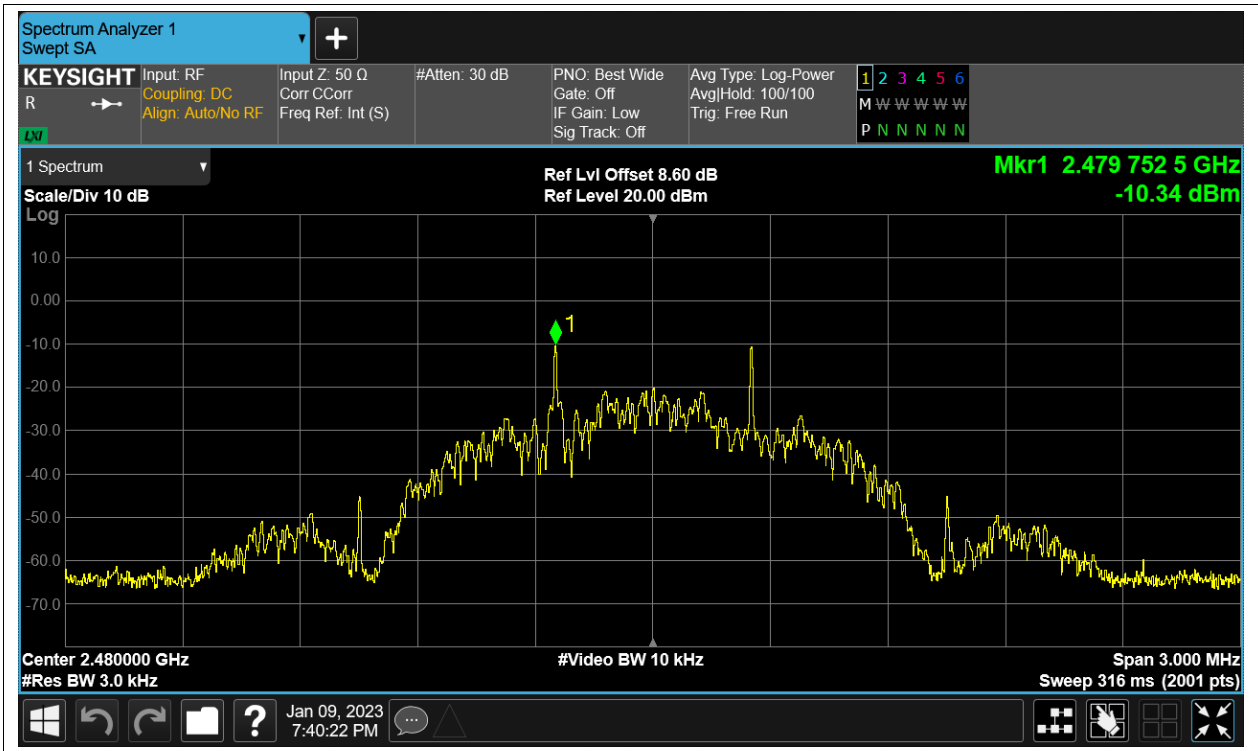 Spectrum Analyzer 1
Swept SA
+
KEYSIGHT Input: RF Input Z: 50 Ω #Atten: 30 dB PNO: Best Wide Avg Type: Log-Power 1 2 3 4 5 6
R Coupling: DC Corr CCorr Gate: Off Avg|Hold: 100/100 M W W W W W W
Align: Auto/No RF Freq Ref: Int (S) IF Gain: Low Trig: Free Run
LXI Sig Track: Off P N N N N N N
1 Spectrum
Ref Lvl Offset 8.60 dB Mkr1 2.479 752 5 GHz
Scale/Div 10 dB Ref Level 20.00 dBm -10.34 dBm
Log
10.0
0.00
1
-10.0
-20.0
-30.0
-40.0
-50.0
-60.0
-70.0
Center 2.480000 GHz #Video BW 10 kHz Span 3.000 MHz
#Res BW 3.0 kHz Sweep 316 ms (2001 pts)
? Jan 09, 2023
7:40:22 PM